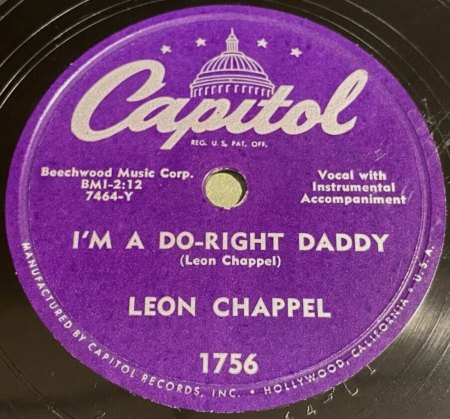 Capitol
REG. U.S. PAT. OFF.
Beechwood Music Corp.
BMI-2:12
7464-Y
Vocal with
Instrumental
Accompaniment
I'M A DO-RIGHT DADDY
(Leon Chappel)
LEON CHAPPEL
1756
MANUFACTURED BY CAPITOL RECORDS, INC. • HOLLYWOOD, CALIFORNIA • U.S.A.